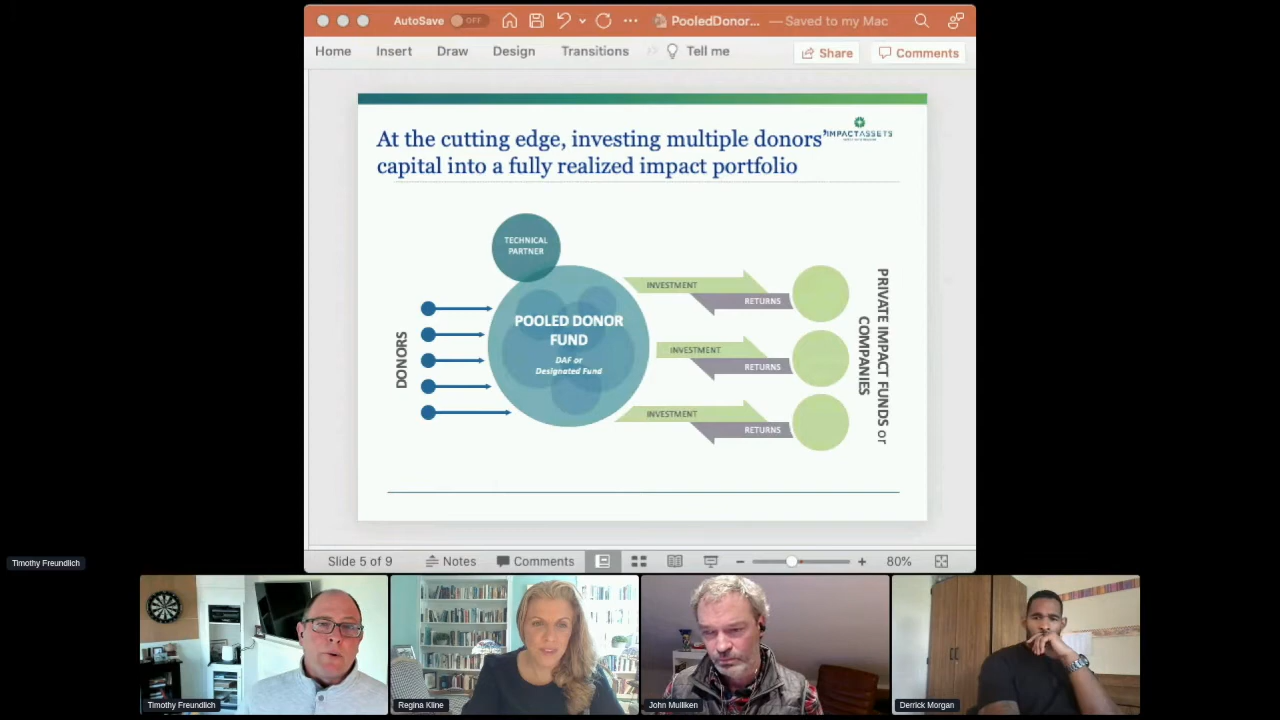 AutoSave OFF PooledDonor... — Saved to my Mac
Home Insert Draw Design Transitions Tell me Share Comments
At the cutting edge, investing multiple donors'
capital into a fully realized impact portfolio
IMPACTASSETS
TECHNICAL
PARTNER
DONORS
POOLED DONOR
FUND
DAF or
Designated Fund
INVESTMENT
RETURNS
INVESTMENT
RETURNS
INVESTMENT
RETURNS
PRIVATE IMPACT FUNDS or
COMPANIES
Slide 5 of 9 Notes Comments 80%
Timothy Freundlich
Timothy Freundlich
Regina Kline
John Mulliken
Derrick Morgan